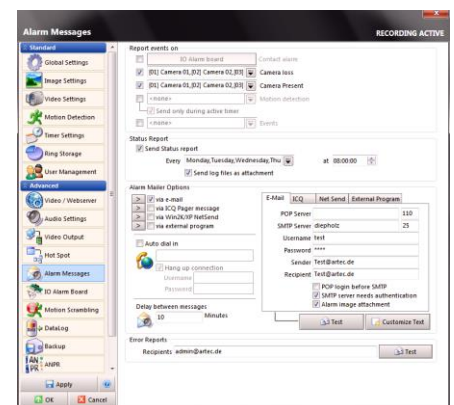 Alarm Messages
RECORDING ACTIVE
Standard
Global Settings
Image Settings
Video Settings
Motion Detection
Timer Settings
Ring Storage
User Management
Advanced
Video / Webserver
Audio Settings
Video Output
Hot Spot
Alarm Messages
IO Alarm Board
Motion Scrambling
DataLog
Backup
ANPR
Apply
OK
Cancel
Report events on
IO Alarm board Contact alarm
[01] Camera 01,[02] Camera 02,[03] Camera loss
[01] Camera 01,[02] Camera 02,[03] Camera Present
<none> Motion detection
Send only during active timer
<none> Events
Status Report
Send Status report
Every Monday,Tuesday,Wednesday,Thu at 00:00:00
Send log files as attachment
Alarm Mailer Options
> via e-mail
> via ICQ Pager message
> via Win2K/XP NetSend
> via external program
Auto dial in
Hang up connection
Username
Password
Delay between messages
10 Minutes
E-Mail ICQ Net Send External Program
POP Server 110
SMTP Server diepholz 25
Username test
Password ****
Sender Test@artec.de
Recipient Test@artec.de
POP login before SMTP
SMTP server needs authentication
Alarm image attachment
Test Customize Text
Error Reports
Recipients admin@artec.de Test